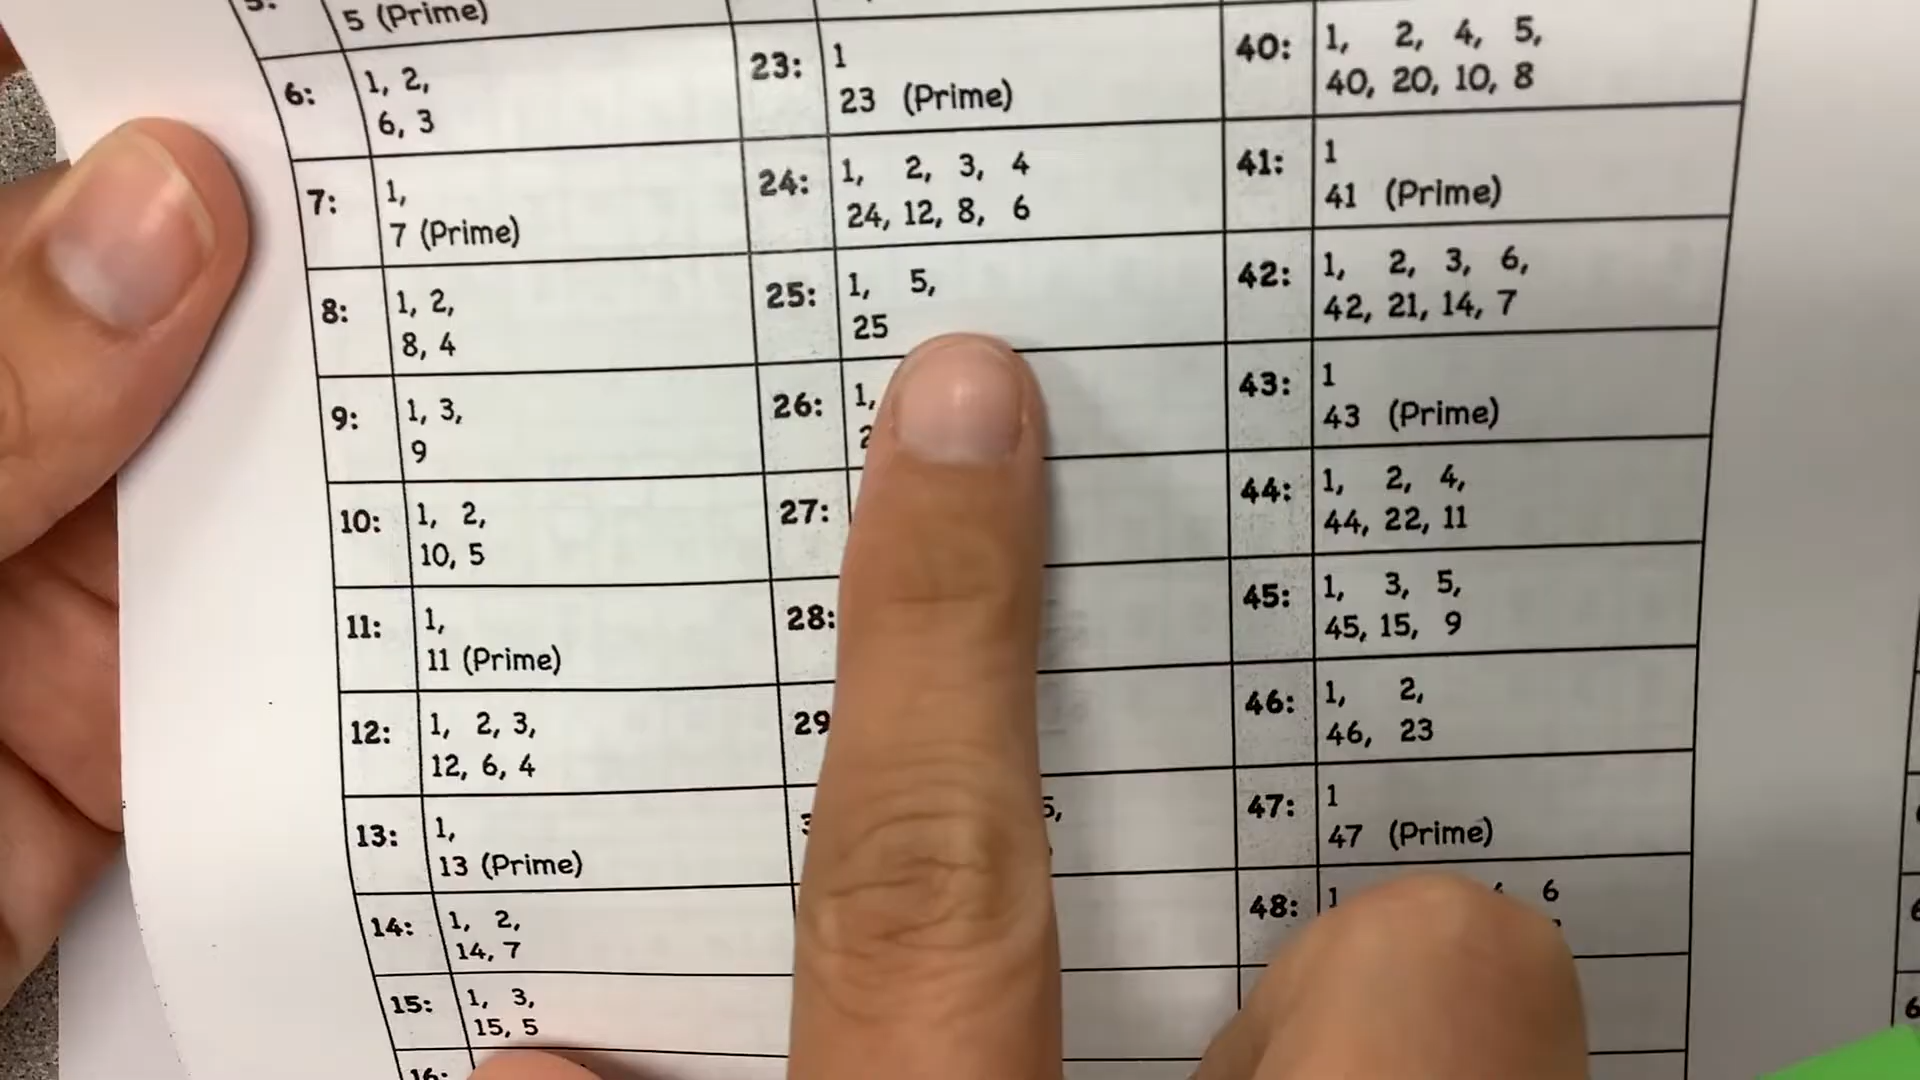 5 (Prime)
6: 1, 2,
6, 3
7: 1,
7 (Prime)
8: 1, 2,
8, 4
9: 1, 3,
9
10: 1, 2,
10, 5
11: 1,
11 (Prime)
12: 1, 2, 3,
12, 6, 4
13: 1,
13 (Prime)
14: 1, 2,
14, 7
15: 1, 3,
15, 5
16:
23: 1
23 (Prime)
24: 1, 2, 3, 4
24, 12, 8, 6
25: 1, 5,
25
26: 1,
27:
28:
29
5,
40: 1, 2, 4, 5,
40, 20, 10, 8
41: 1
41 (Prime)
42: 1, 2, 3, 6,
42, 21, 14, 7
43: 1
43 (Prime)
44: 1, 2, 4,
44, 22, 11
45: 1, 3, 5,
45, 15, 9
46: 1, 2,
46, 23
47: 1
47 (Prime)
48: 1 6